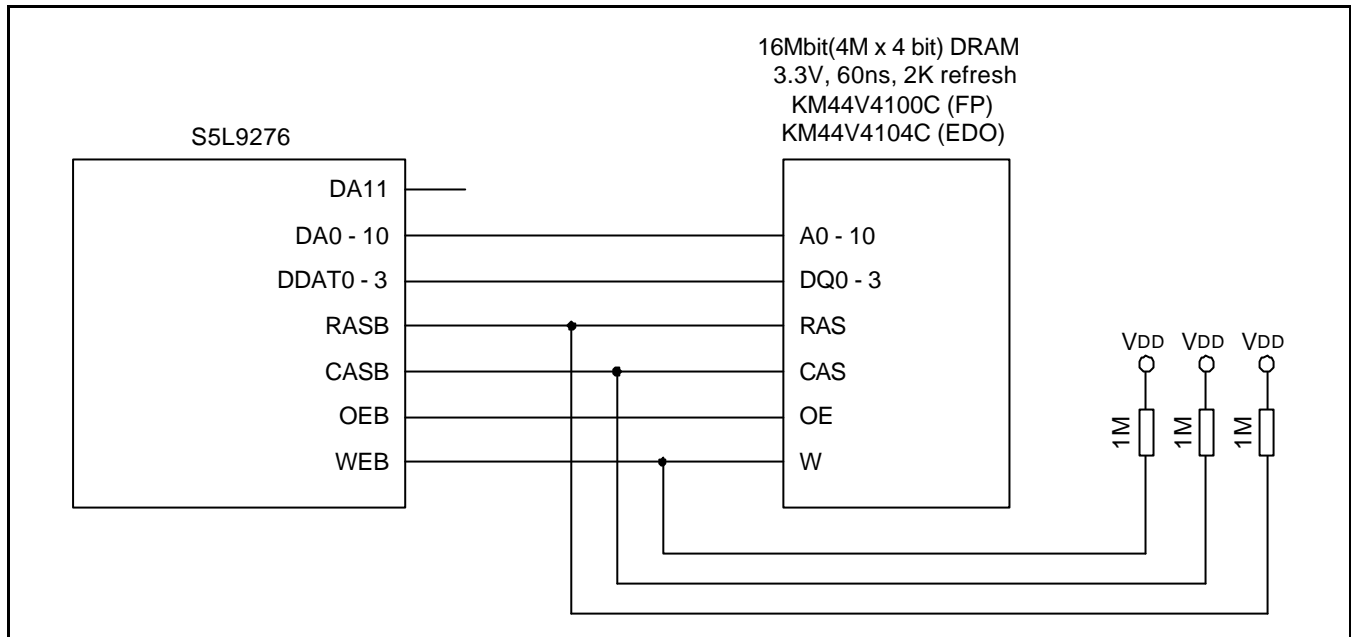 16Mbit(4M x 4 bit) DRAM
3.3V, 60ns, 2K refresh
KM44V4100C (FP)
KM44V4104C (EDO)
S5L9276
DA11
DA0 - 10
DDAT0 - 3
RASB
CASB
OEB
WEB
A0 - 10
DQ0 - 3
RAS
CAS
OE
W
VDD VDD VDD
1M 1M 1M